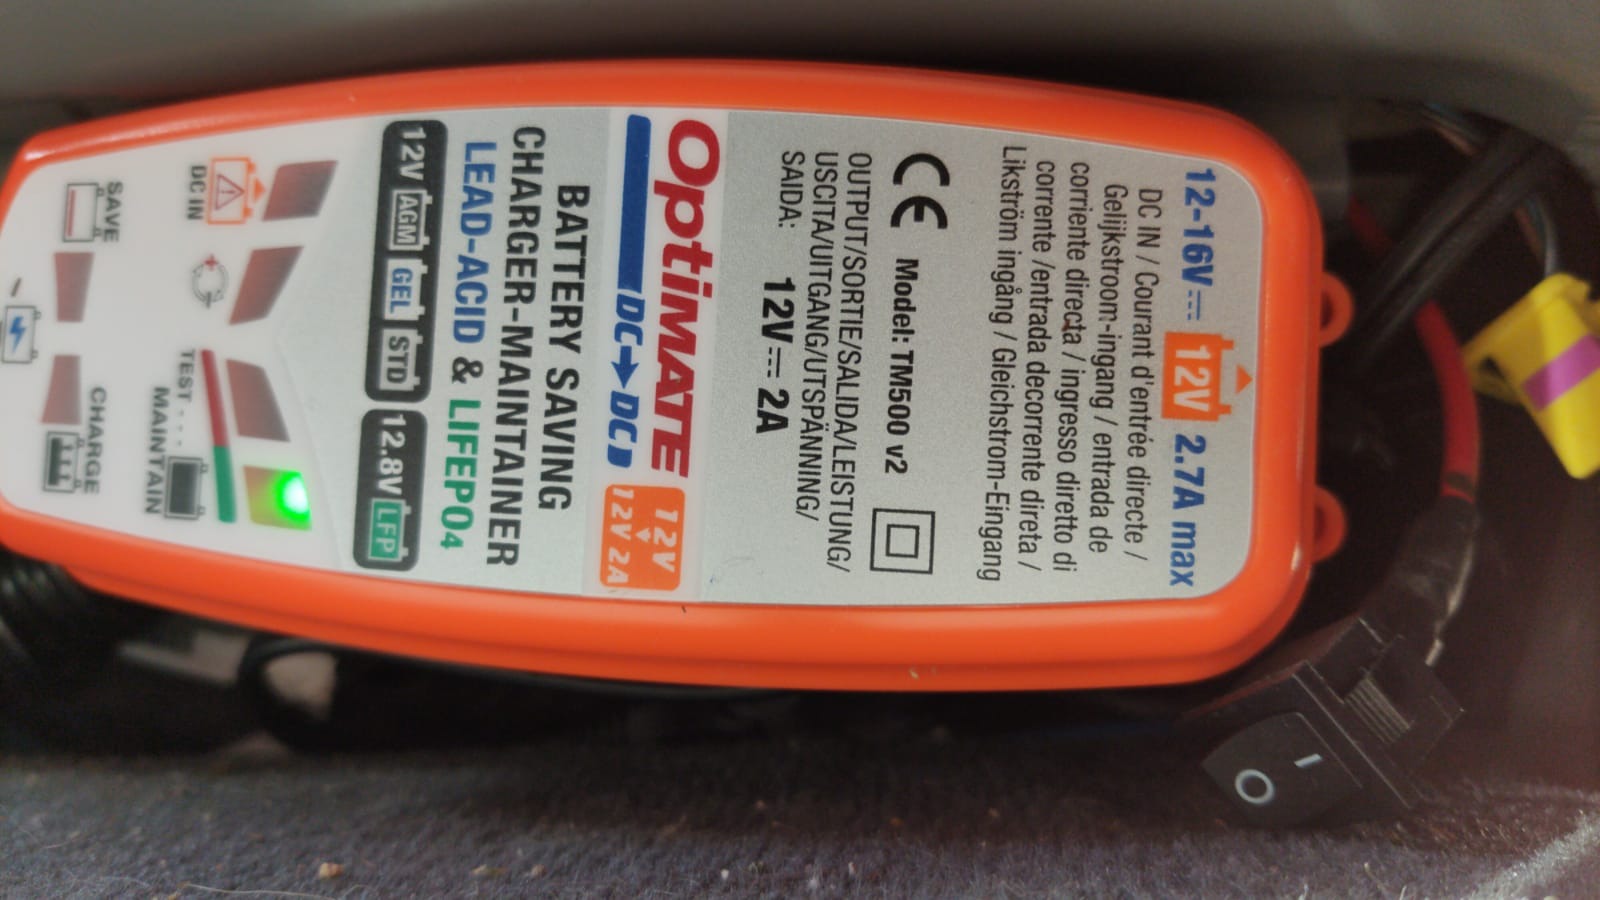 12-16V⎓ 12V 2.7A max
DC IN / Courant d'entrée directe /
Gelijkstroom-ingang / entrada de
corriente directa / ingresso diretto di
corrente /entrada decorrente direta /
Likström ingång / Gleichstrom-Eingang
CE Model: TM500 v2
OUTPUT/SORTIE/SALIDA/LEISTUNG/
USCITA/UITGANG/UTSPÄNNING/
SAIDA: 12V⎓ 2A
OptiMATE
DC→DC
12V
12V 2A
BATTERY SAVING
CHARGER-MAINTAINER
LEAD-ACID & LIFEPO4
12V AGM GEL STD 12.8V LFP
DC IN
TEST - - -
MAINTAIN
SAVE
CHARGE
I
O